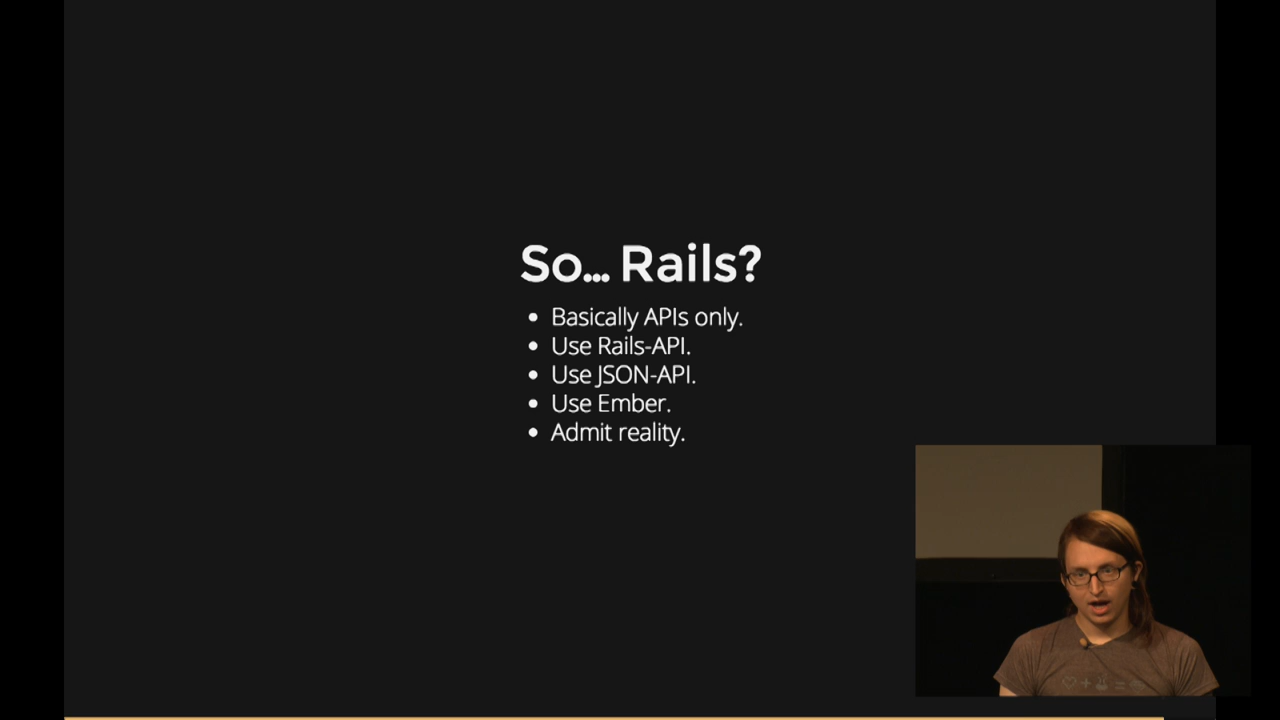 So... Rails?
Basically APIs only.
Use Rails-API.
Use JSON-API.
Use Ember.
Admit reality.